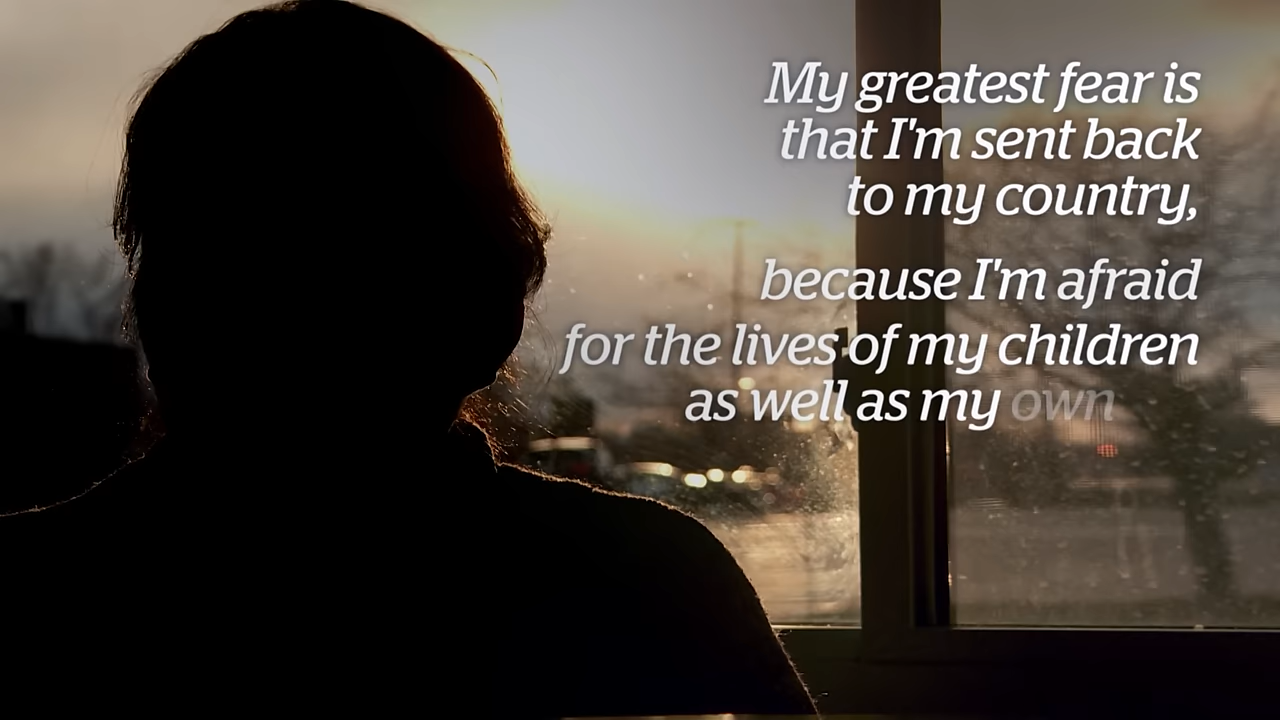 My greatest fear is
that I'm sent back
to my country,
because I'm afraid
for the lives of my children
as well as my own